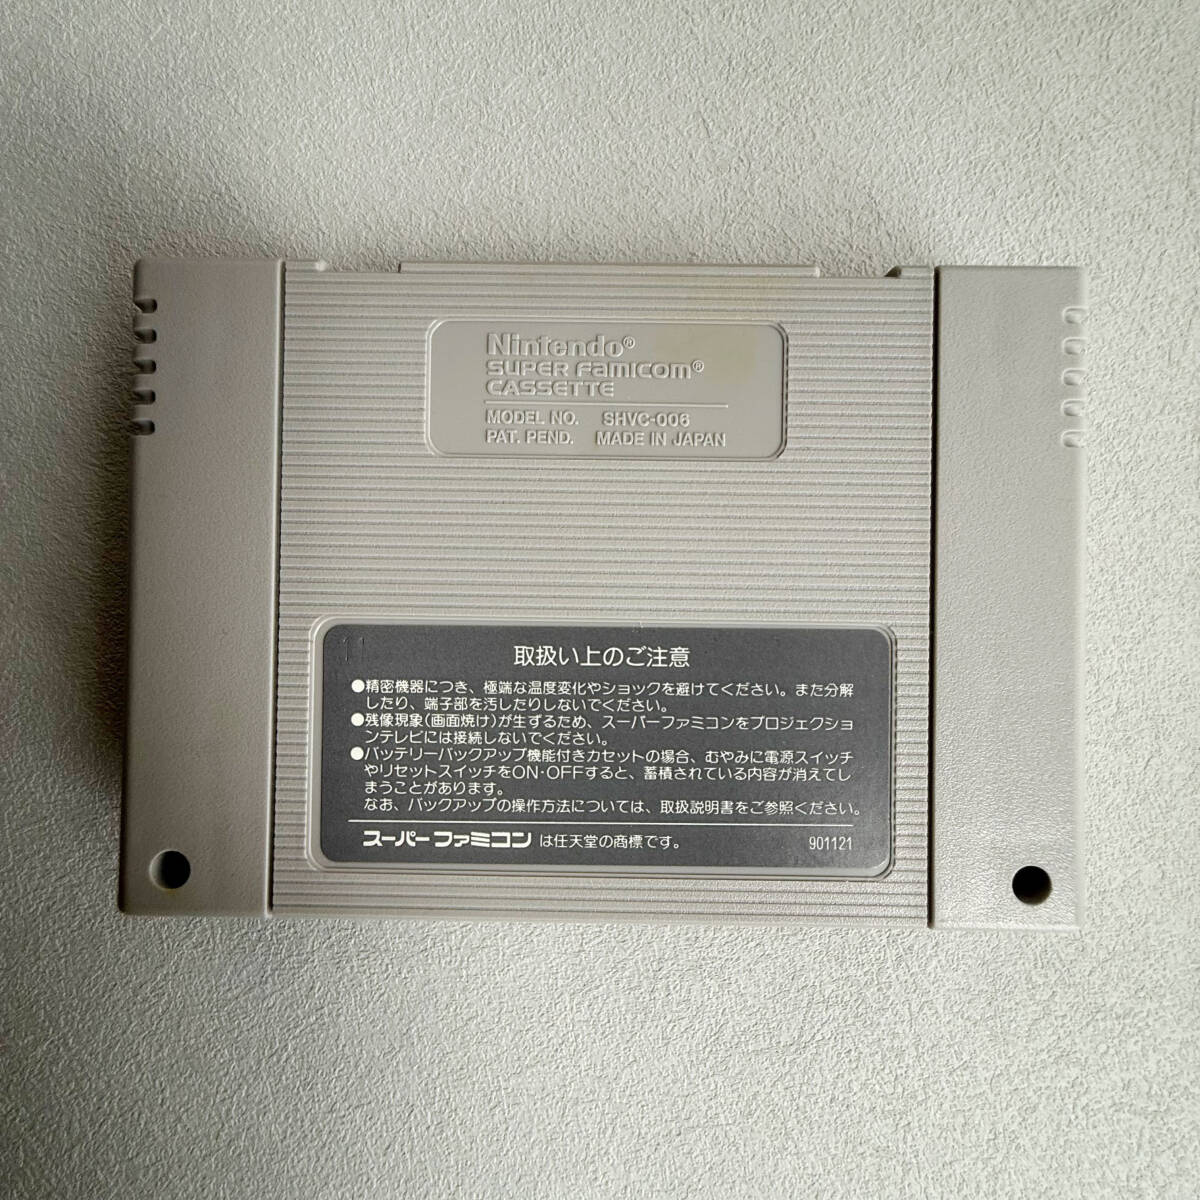 Nintendo®
SUPER FAMICOM®
CASSETTE
MODEL NO. SHVC-006
PAT. PEND. MADE IN JAPAN
11
取扱い上のご注意
●精密機器につき、極端な温度変化やショックを避けてください。また分解
したり、端子部を汚したりしないでください。
●残像現象(画面焼け)が生ずるため、スーパーファミコンをプロジェクショ
ンテレビには接続しないでください。
●バッテリーバックアップ機能付きカセットの場合、むやみに電源スイッチ
やリセットスイッチをON・OFFすると、蓄積されている内容が消えてし
まうことがあります。
なお、バックアップの操作方法については、取扱説明書をご参照ください。
スーパーファミコン は任天堂の商標です。 901121